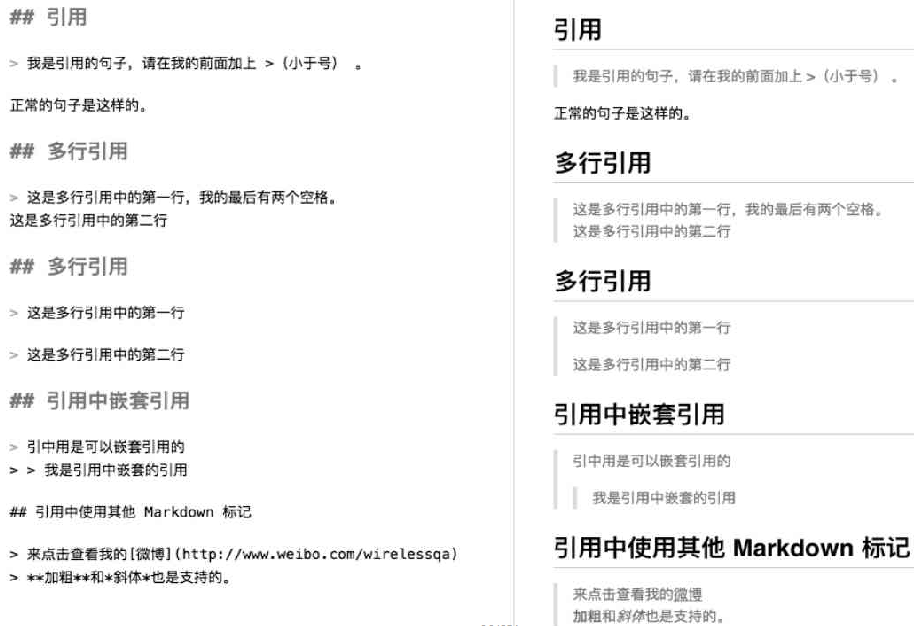 ## 引用
> 我是引用的句子，请在我的前面加上 >（小于号） 。
正常的句子是这样的。
## 多行引用
> 这是多行引用中的第一行，我的最后有两个空格。
这是多行引用中的第二行
## 多行引用
> 这是多行引用中的第一行
> 这是多行引用中的第二行
## 引用中嵌套引用
> 引中用是可以嵌套引用的
> > 我是引用中嵌套的引用
## 引用中使用其他 Markdown 标记
> 来点击查看我的[微博](http://www.weibo.com/wirelessqa)
> **加粗**和*斜体*也是支持的。
引用
我是引用的句子，请在我的前面加上 >（小于号） 。
正常的句子是这样的。
多行引用
这是多行引用中的第一行，我的最后有两个空格。
这是多行引用中的第二行
多行引用
这是多行引用中的第一行
这是多行引用中的第二行
引用中嵌套引用
引中用是可以嵌套引用的
我是引用中嵌套的引用
引用中使用其他 Markdown 标记
来点击查看我的微博
加粗和斜体也是支持的。